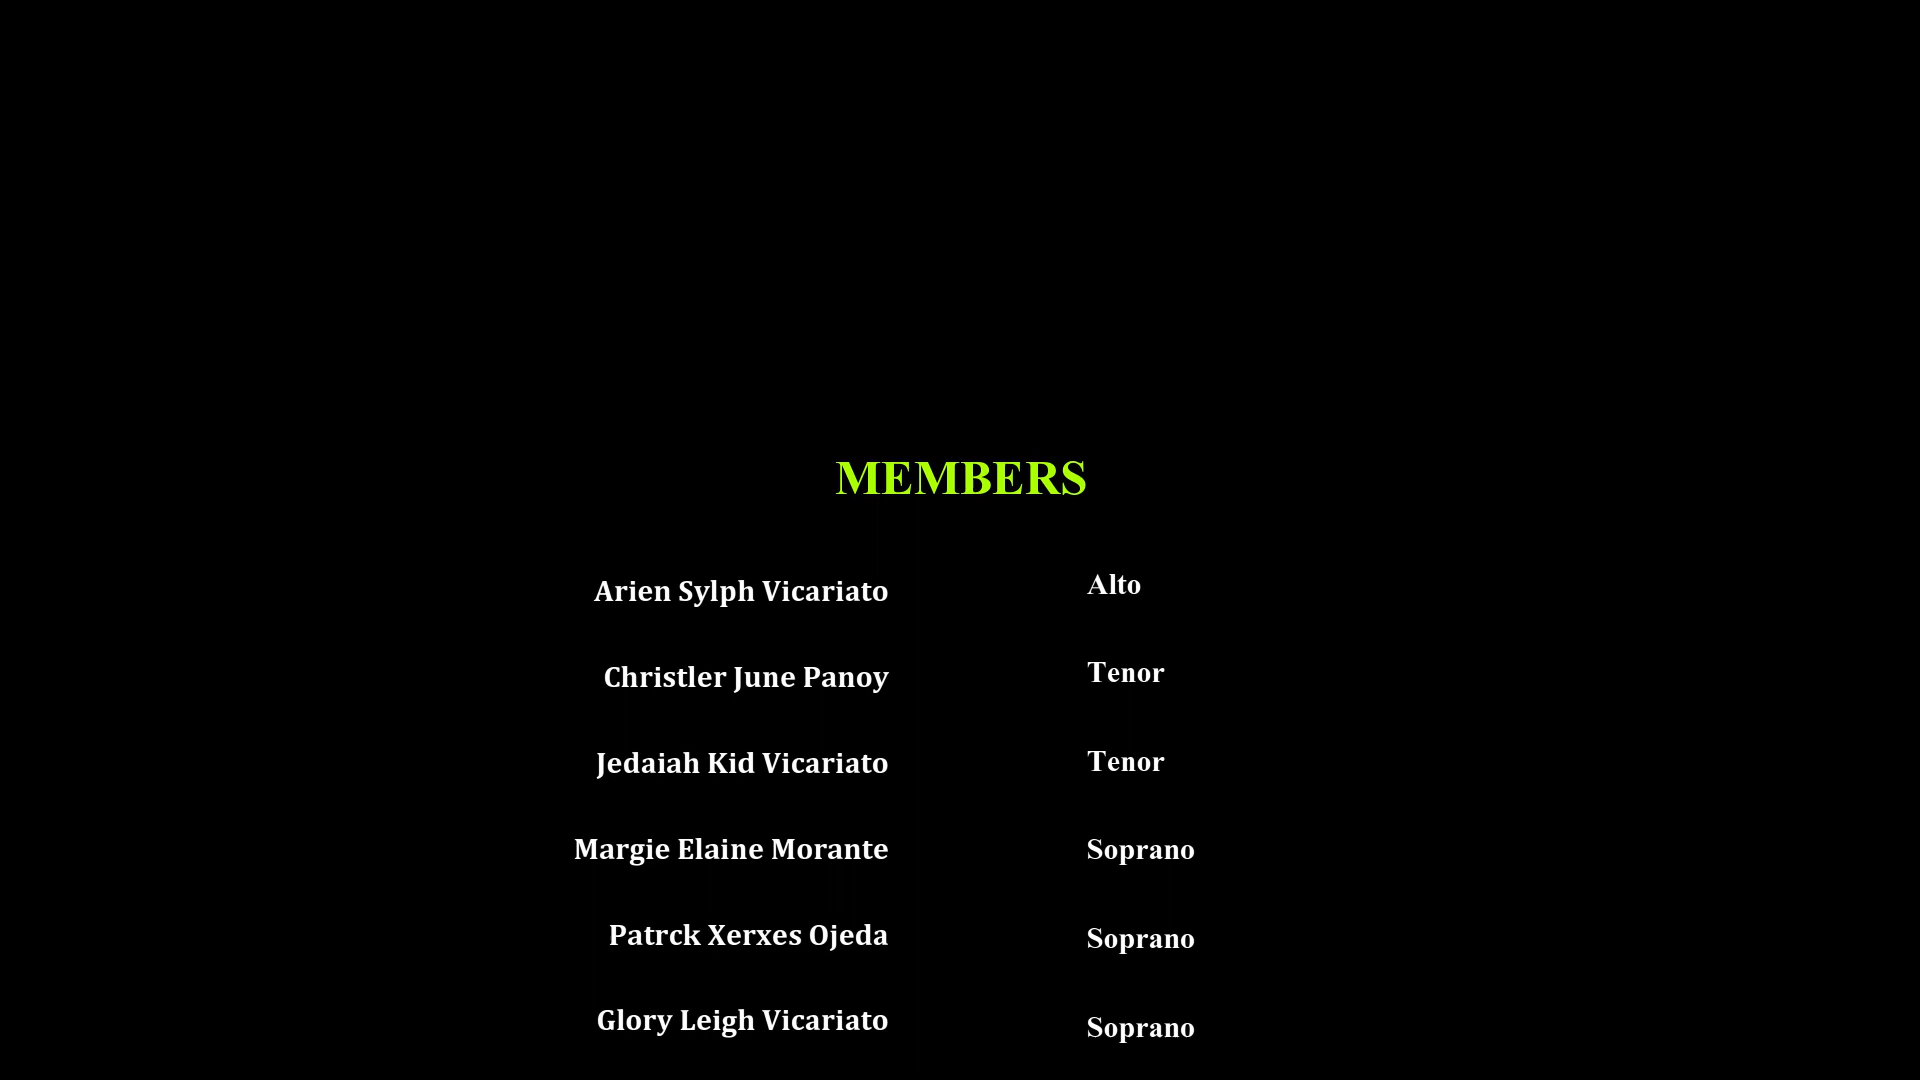 MEMBERS
Arien Sylph Vicariato Alto
Christler June Panoy Tenor
Jedaiah Kid Vicariato Tenor
Margie Elaine Morante Soprano
Patrck Xerxes Ojeda Soprano
Glory Leigh Vicariato Soprano